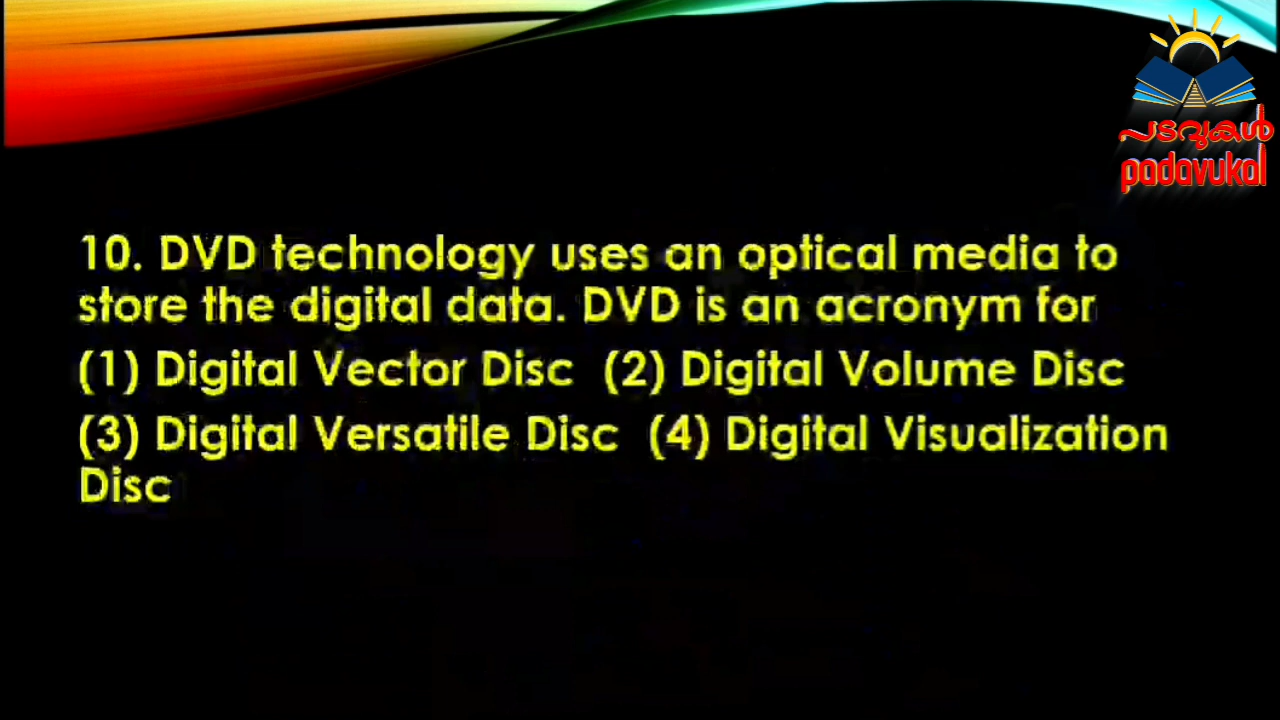 പടവുകൾ
padavukal
10. DVD technology uses an optical media to
store the digital data. DVD is an acronym for
(1) Digital Vector Disc (2) Digital Volume Disc
(3) Digital Versatile Disc (4) Digital Visualization
Disc